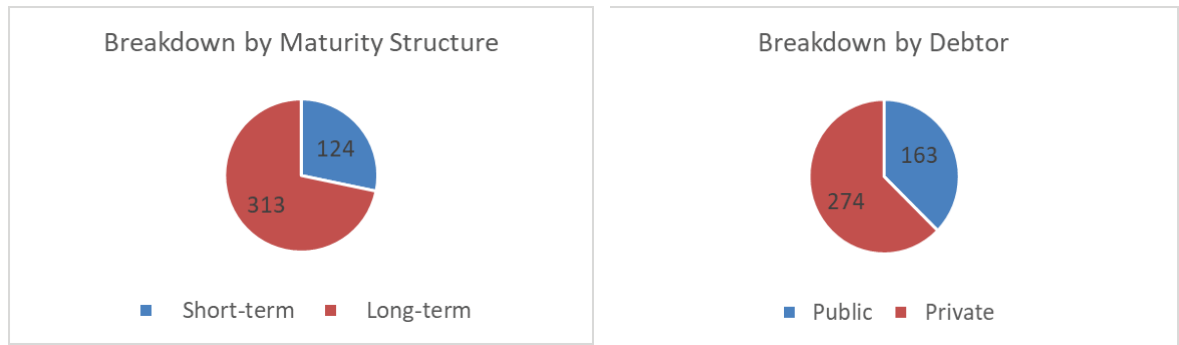 Breakdown by Maturity Structure
124
313
Short-term Long-term
Breakdown by Debtor
163
274
Public Private